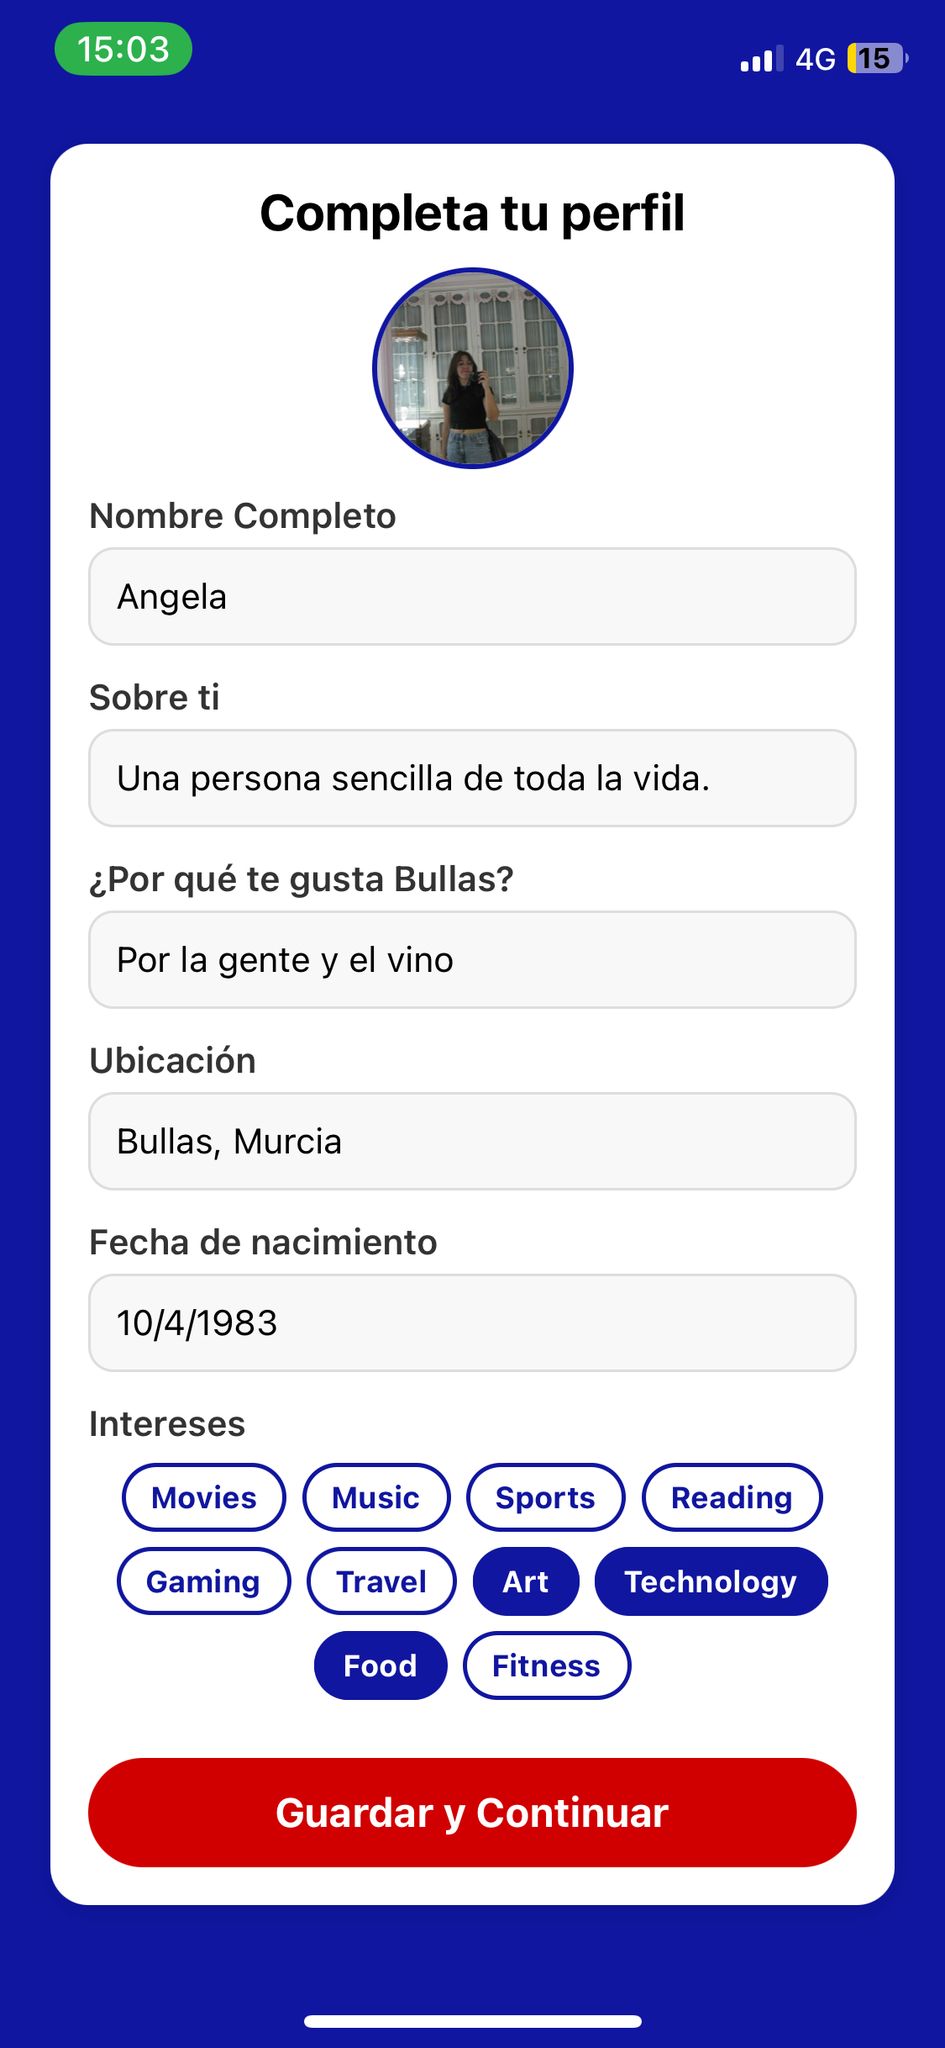 15:03 4G 15
Completa tu perfil
Nombre Completo
Angela
Sobre ti
Una persona sencilla de toda la vida.
¿Por qué te gusta Bullas?
Por la gente y el vino
Ubicación
Bullas, Murcia
Fecha de nacimiento
10/4/1983
Intereses
Movies Music Sports Reading
Gaming Travel Art Technology
Food Fitness
Guardar y Continuar